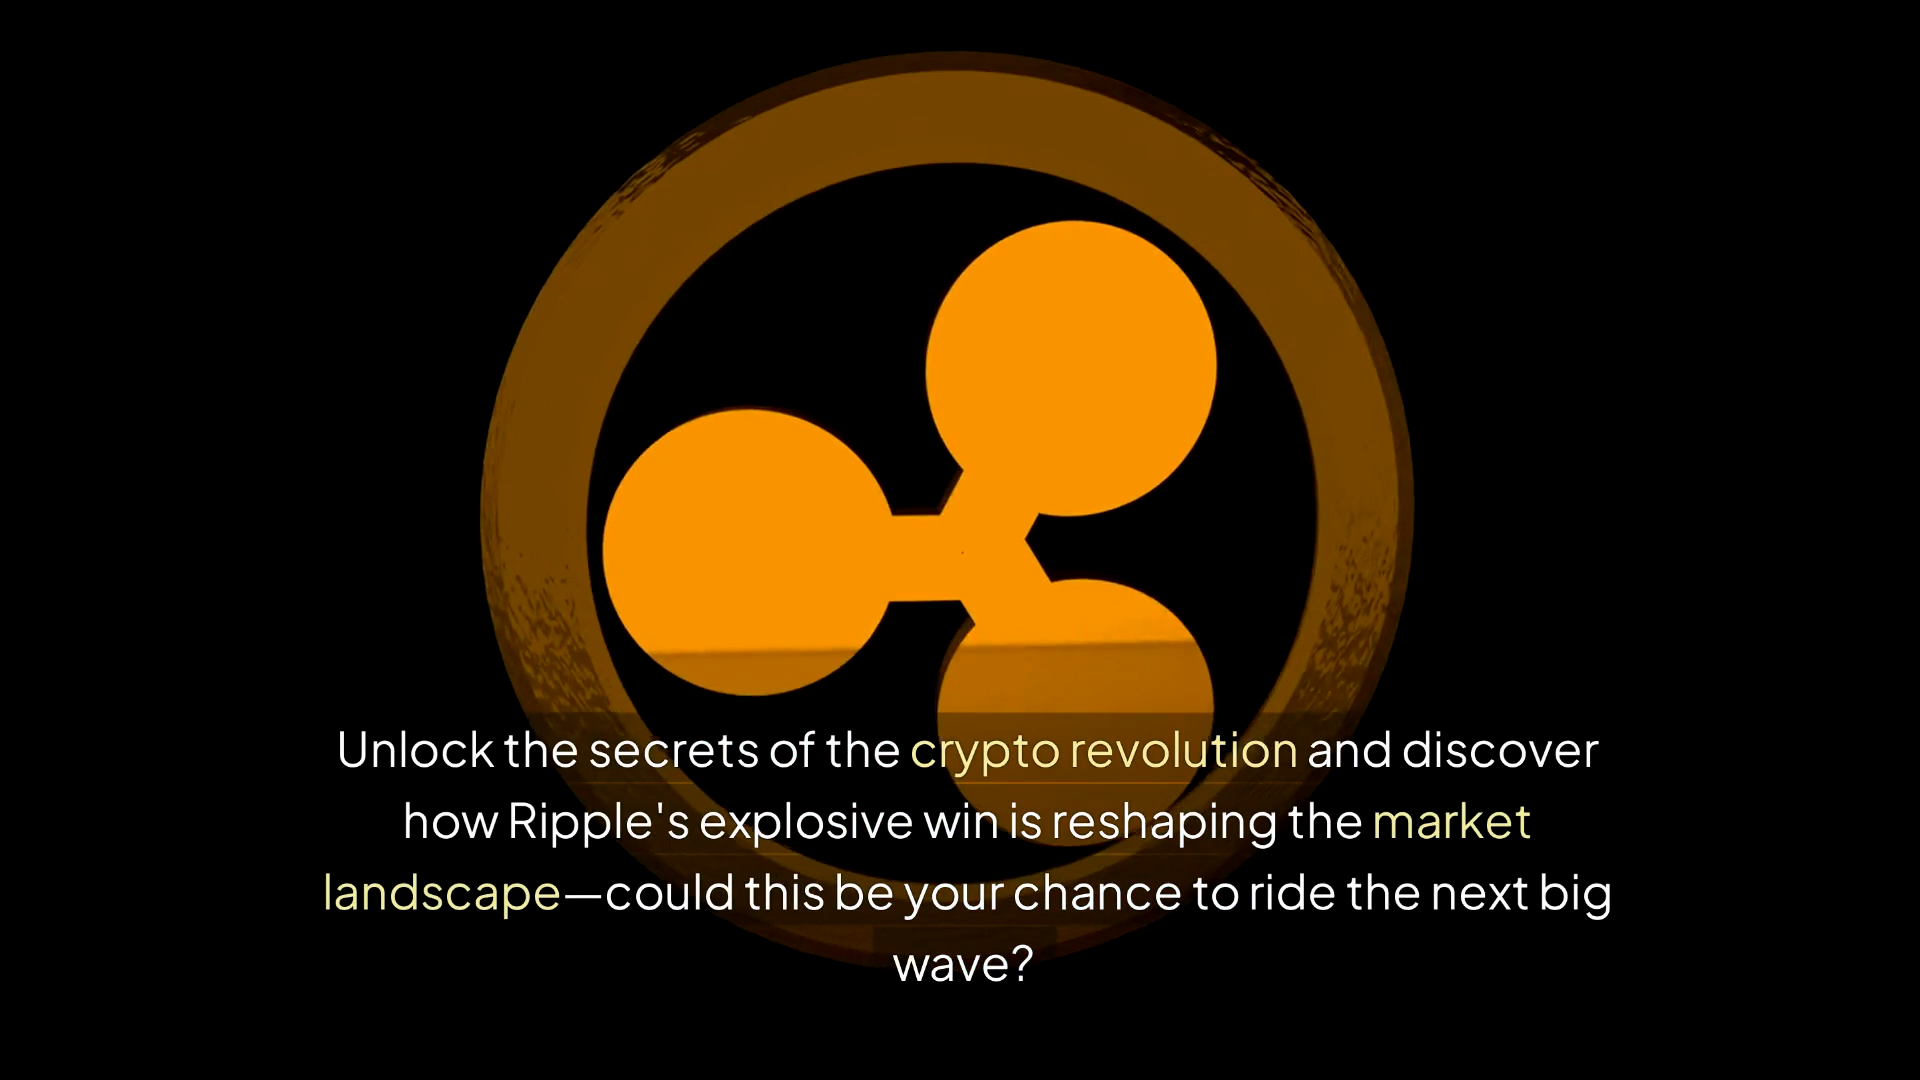 Unlock the secrets of the crypto revolution and discover
how Ripple's explosive win is reshaping the market
landscape—could this be your chance to ride the next big
wave?